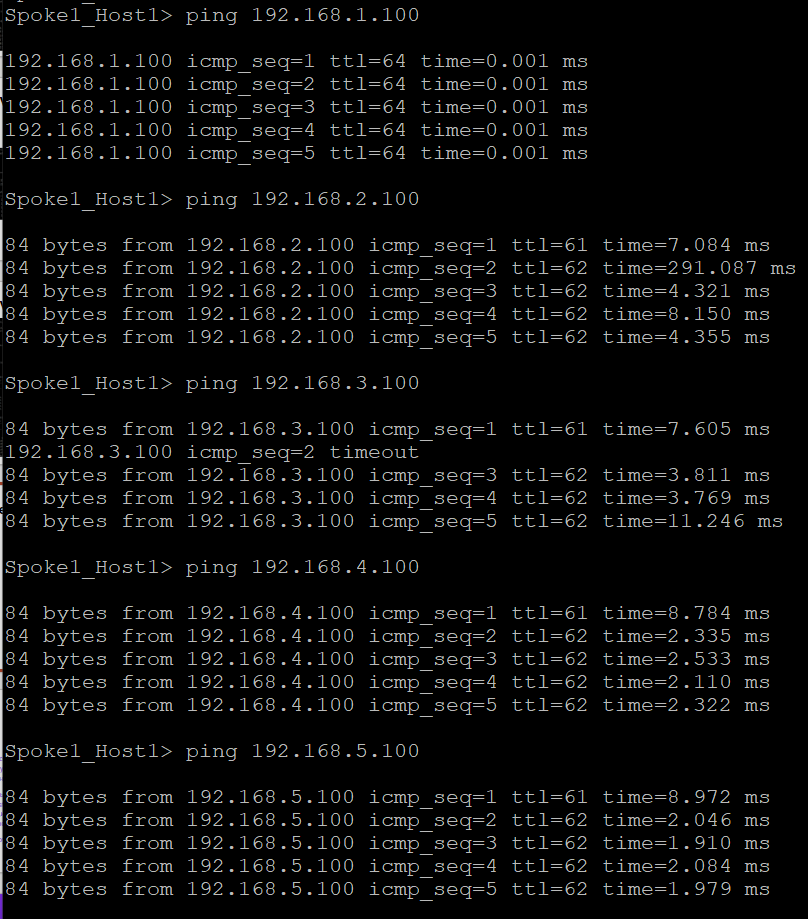 Spoke1_Host1> ping 192.168.1.100
192.168.1.100 icmp_seq=1 ttl=64 time=0.001 ms
192.168.1.100 icmp_seq=2 ttl=64 time=0.001 ms
192.168.1.100 icmp_seq=3 ttl=64 time=0.001 ms
192.168.1.100 icmp_seq=4 ttl=64 time=0.001 ms
192.168.1.100 icmp_seq=5 ttl=64 time=0.001 ms
Spoke1_Host1> ping 192.168.2.100
84 bytes from 192.168.2.100 icmp_seq=1 ttl=61 time=7.084 ms
84 bytes from 192.168.2.100 icmp_seq=2 ttl=62 time=291.087 ms
84 bytes from 192.168.2.100 icmp_seq=3 ttl=62 time=4.321 ms
84 bytes from 192.168.2.100 icmp_seq=4 ttl=62 time=8.150 ms
84 bytes from 192.168.2.100 icmp_seq=5 ttl=62 time=4.355 ms
Spoke1_Host1> ping 192.168.3.100
84 bytes from 192.168.3.100 icmp_seq=1 ttl=61 time=7.605 ms
192.168.3.100 icmp_seq=2 timeout
84 bytes from 192.168.3.100 icmp_seq=3 ttl=62 time=3.811 ms
84 bytes from 192.168.3.100 icmp_seq=4 ttl=62 time=3.769 ms
84 bytes from 192.168.3.100 icmp_seq=5 ttl=62 time=11.246 ms
Spoke1_Host1> ping 192.168.4.100
84 bytes from 192.168.4.100 icmp_seq=1 ttl=61 time=8.784 ms
84 bytes from 192.168.4.100 icmp_seq=2 ttl=62 time=2.335 ms
84 bytes from 192.168.4.100 icmp_seq=3 ttl=62 time=2.533 ms
84 bytes from 192.168.4.100 icmp_seq=4 ttl=62 time=2.110 ms
84 bytes from 192.168.4.100 icmp_seq=5 ttl=62 time=2.322 ms
Spoke1_Host1> ping 192.168.5.100
84 bytes from 192.168.5.100 icmp_seq=1 ttl=61 time=8.972 ms
84 bytes from 192.168.5.100 icmp_seq=2 ttl=62 time=2.046 ms
84 bytes from 192.168.5.100 icmp_seq=3 ttl=62 time=1.910 ms
84 bytes from 192.168.5.100 icmp_seq=4 ttl=62 time=2.084 ms
84 bytes from 192.168.5.100 icmp_seq=5 ttl=62 time=1.979 ms